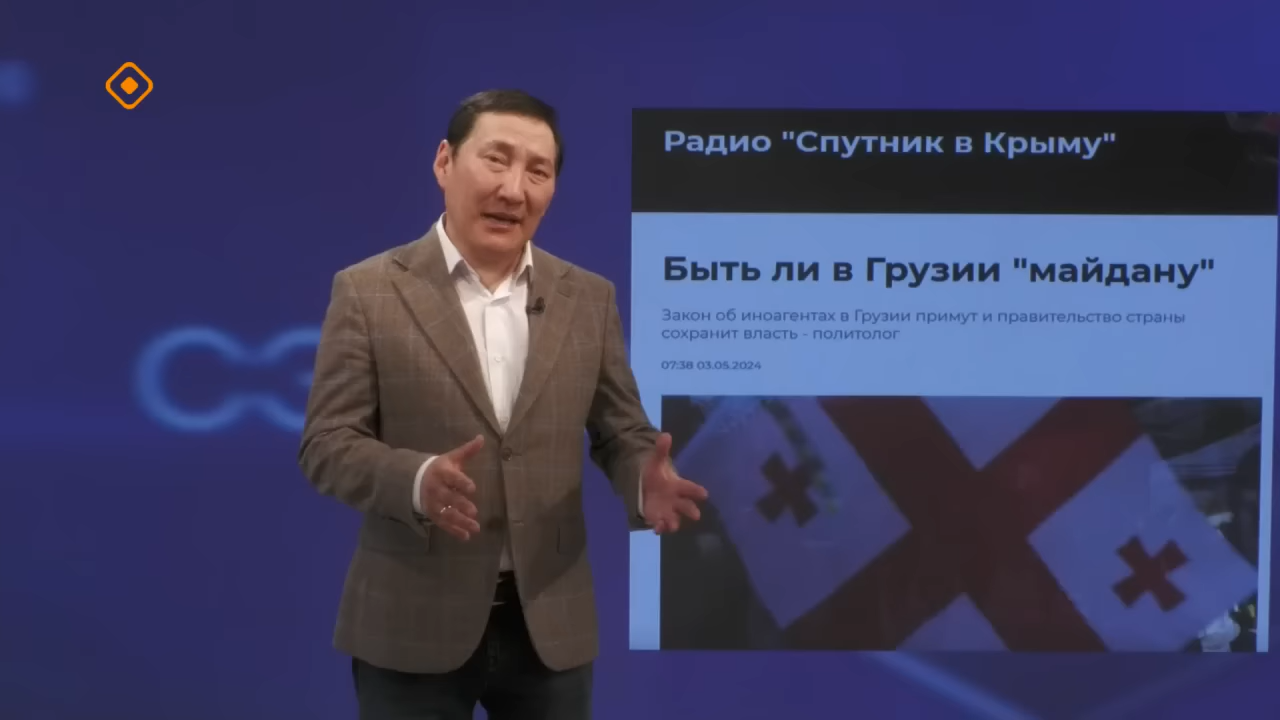 Радио "Спутник в Крыму"
Быть ли в Грузии "майдану"
Закон об иноагентах в Грузии примут и правительство страны
сохранит власть - политолог
07:38 03.05.2024